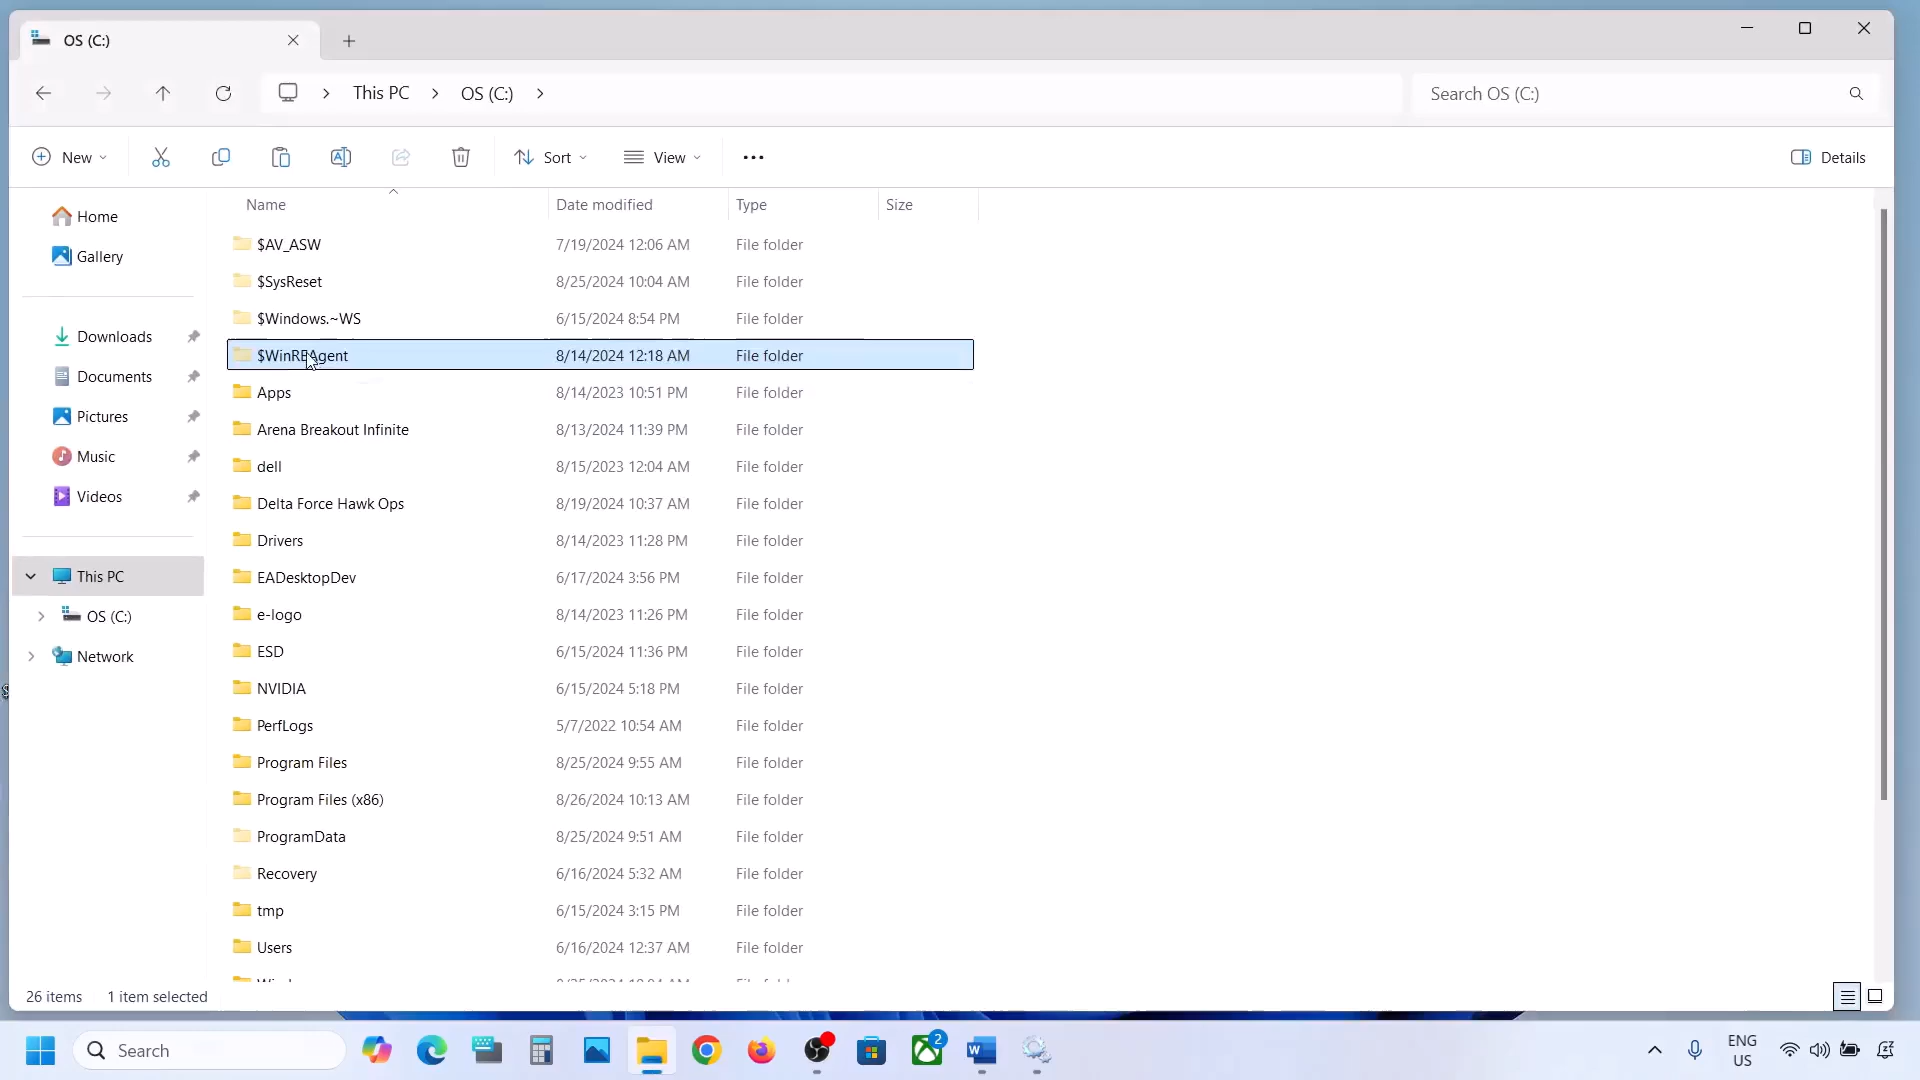 OS (C:)
This PC > OS (C:) >
Search OS (C:)
New
Sort
View
Details
Name Date modified Type Size
Home
Gallery
Downloads
Documents
Pictures
Music
Videos
This PC
OS (C:)
Network
$AV_ASW 7/19/2024 12:06 AM File folder
$SysReset 8/25/2024 10:04 AM File folder
$Windows.~WS 6/15/2024 8:54 PM File folder
$WinREAgent 8/14/2024 12:18 AM File folder
Apps 8/14/2023 10:51 PM File folder
Arena Breakout Infinite 8/13/2024 11:39 PM File folder
dell 8/15/2023 12:04 AM File folder
Delta Force Hawk Ops 8/19/2024 10:37 AM File folder
Drivers 8/14/2023 11:28 PM File folder
EADesktopDev 6/17/2024 3:56 PM File folder
e-logo 8/14/2023 11:26 PM File folder
ESD 6/15/2024 11:36 PM File folder
NVIDIA 6/15/2024 5:18 PM File folder
PerfLogs 5/7/2022 10:54 AM File folder
Program Files 8/25/2024 9:55 AM File folder
Program Files (x86) 8/26/2024 10:13 AM File folder
ProgramData 8/25/2024 9:51 AM File folder
Recovery 6/16/2024 5:32 AM File folder
tmp 6/15/2024 3:15 PM File folder
Users 6/16/2024 12:37 AM File folder
26 items 1 item selected
Search
2
ENG
US